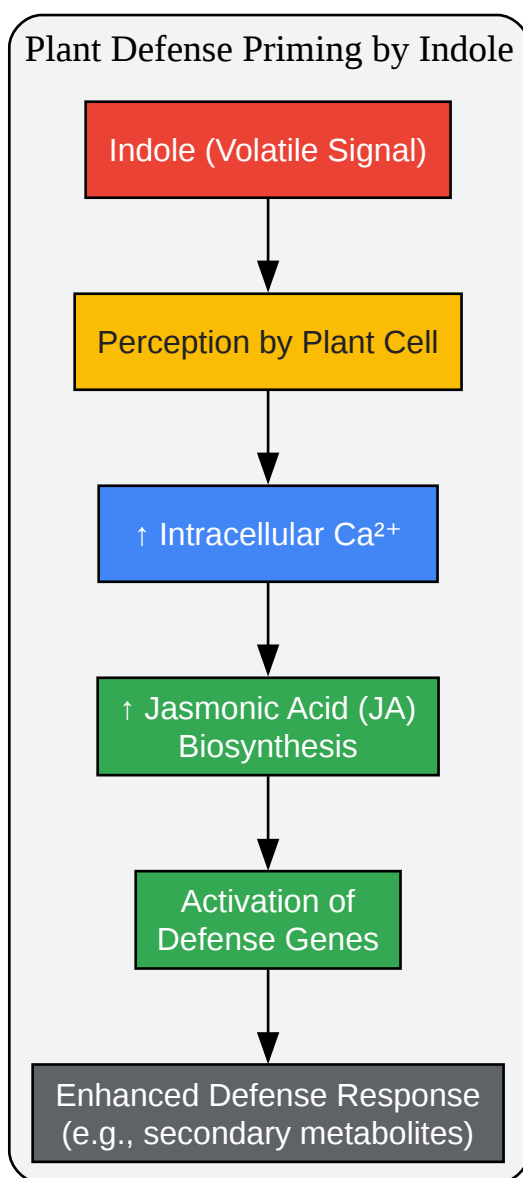 Plant Defense Priming by Indole
Indole (Volatile Signal)
Perception by Plant Cell
↑ Intracellular Ca²⁺
↑ Jasmonic Acid (JA)
Biosynthesis
Activation of
Defense Genes
Enhanced Defense Response
(e.g., secondary metabolites)